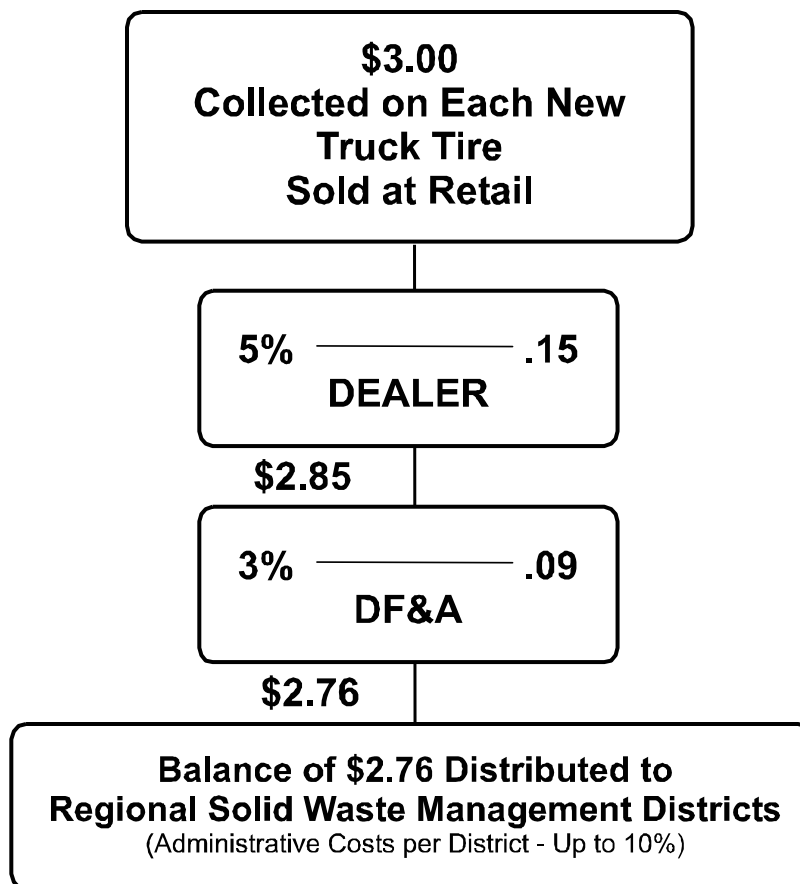 $3.00
Collected on Each New
Truck Tire
Sold at Retail
5% .15
DEALER
$2.85
3% .09
DF&A
$2.76
Balance of $2.76 Distributed to
Regional Solid Waste Management Districts
(Administrative Costs per District - Up to 10%)